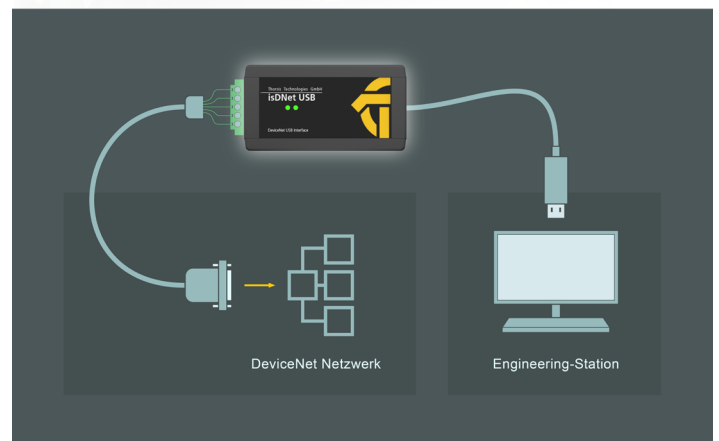 Thorsis Technologies GmbH
isDNet USB
DeviceNet USB Interface
DeviceNet Netzwerk
Engineering-Station